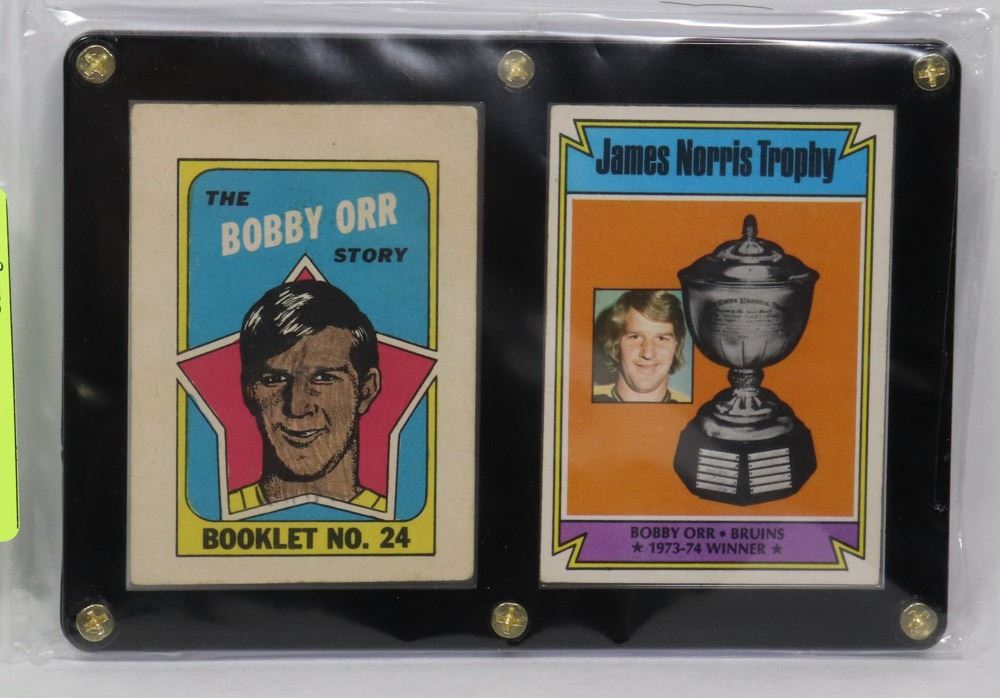 THE
BOBBY ORR
STORY
BOOKLET NO. 24
James Norris Trophy
BOBBY ORR • BRUINS
★ 1973-74 WINNER ★